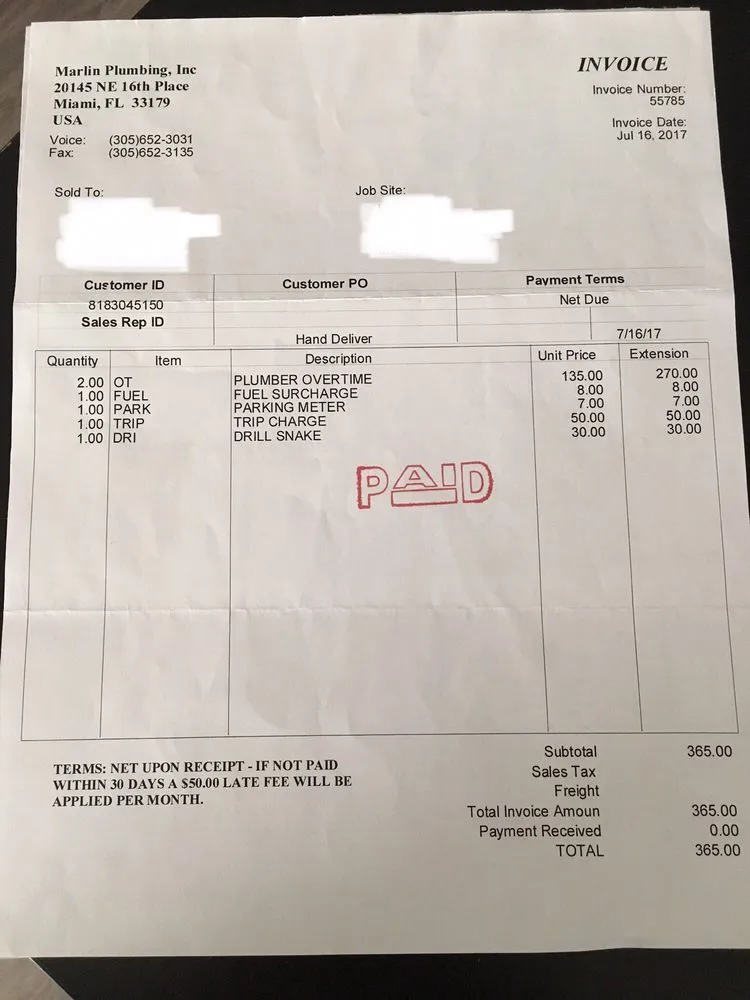 Marlin Plumbing, Inc
20145 NE 16th Place
Miami, FL 33179
USA
Voice: (305)652-3031
Fax: (305)652-3135
INVOICE
Invoice Number:
55785
Invoice Date:
Jul 16, 2017
Sold To:
Job Site:
Customer ID Customer PO Payment Terms
8183045150 Net Due
Sales Rep ID
Hand Deliver 7/16/17
Quantity Item Description Unit Price Extension
2.00 OT PLUMBER OVERTIME 135.00 270.00
1.00 FUEL FUEL SURCHARGE 8.00 8.00
1.00 PARK PARKING METER 7.00 7.00
1.00 TRIP TRIP CHARGE 50.00 50.00
1.00 DRI DRILL SNAKE 30.00 30.00
PAID
TERMS: NET UPON RECEIPT - IF NOT PAID
WITHIN 30 DAYS A $50.00 LATE FEE WILL BE
APPLIED PER MONTH.
Subtotal 365.00
Sales Tax
Freight
Total Invoice Amoun 365.00
Payment Received 0.00
TOTAL 365.00